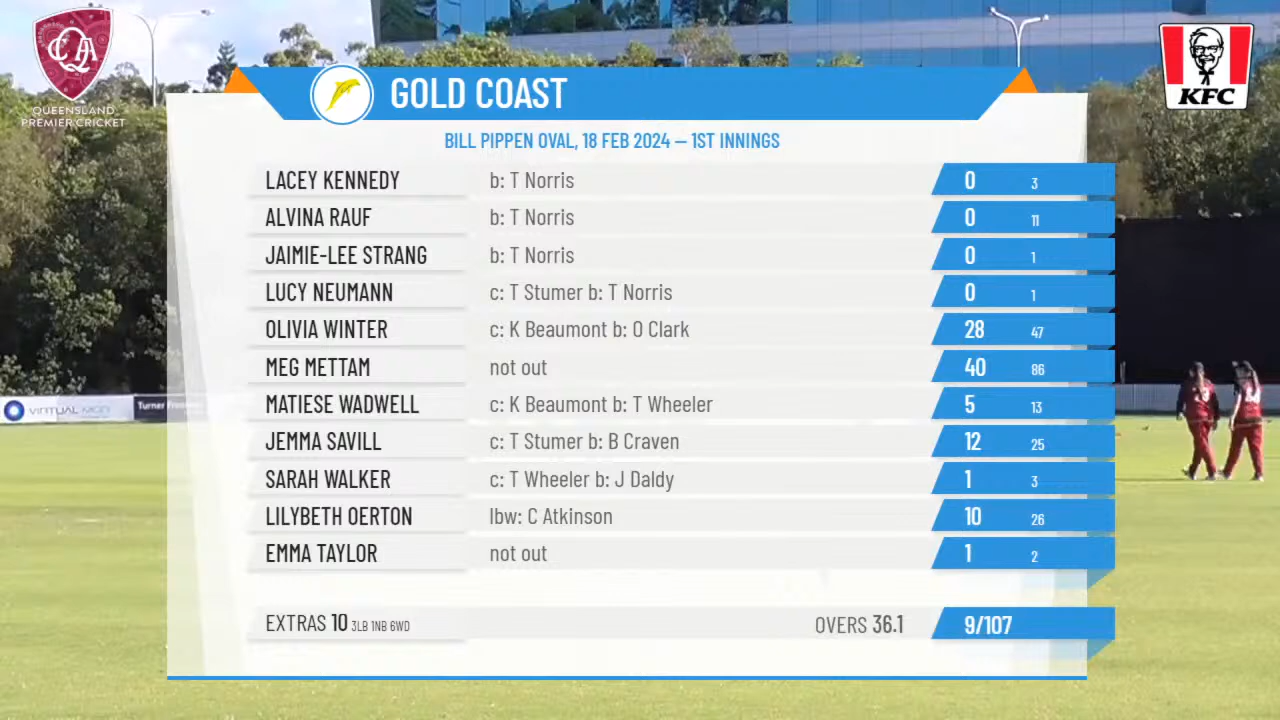 QUEENSLAND
PREMIER CRICKET
KFC
GOLD COAST
BILL PIPPEN OVAL, 18 FEB 2024 – 1ST INNINGS
LACEY KENNEDY b: T Norris 0 3
ALVINA RAUF b: T Norris 0 11
JAIMIE-LEE STRANG b: T Norris 0 1
LUCY NEUMANN c: T Stumer b: T Norris 0 1
OLIVIA WINTER c: K Beaumont b: O Clark 28 47
MEG METTAM not out 40 86
MATIESE WADWELL c: K Beaumont b: T Wheeler 5 13
JEMMA SAVILL c: T Stumer b: B Craven 12 25
SARAH WALKER c: T Wheeler b: J Daldy 1 3
LILYBETH OERTON lbw: C Atkinson 10 26
EMMA TAYLOR not out 1 2
EXTRAS 10 3LB 1NB 6WD OVERS 36.1 9/107
VIRTUAL
Turner